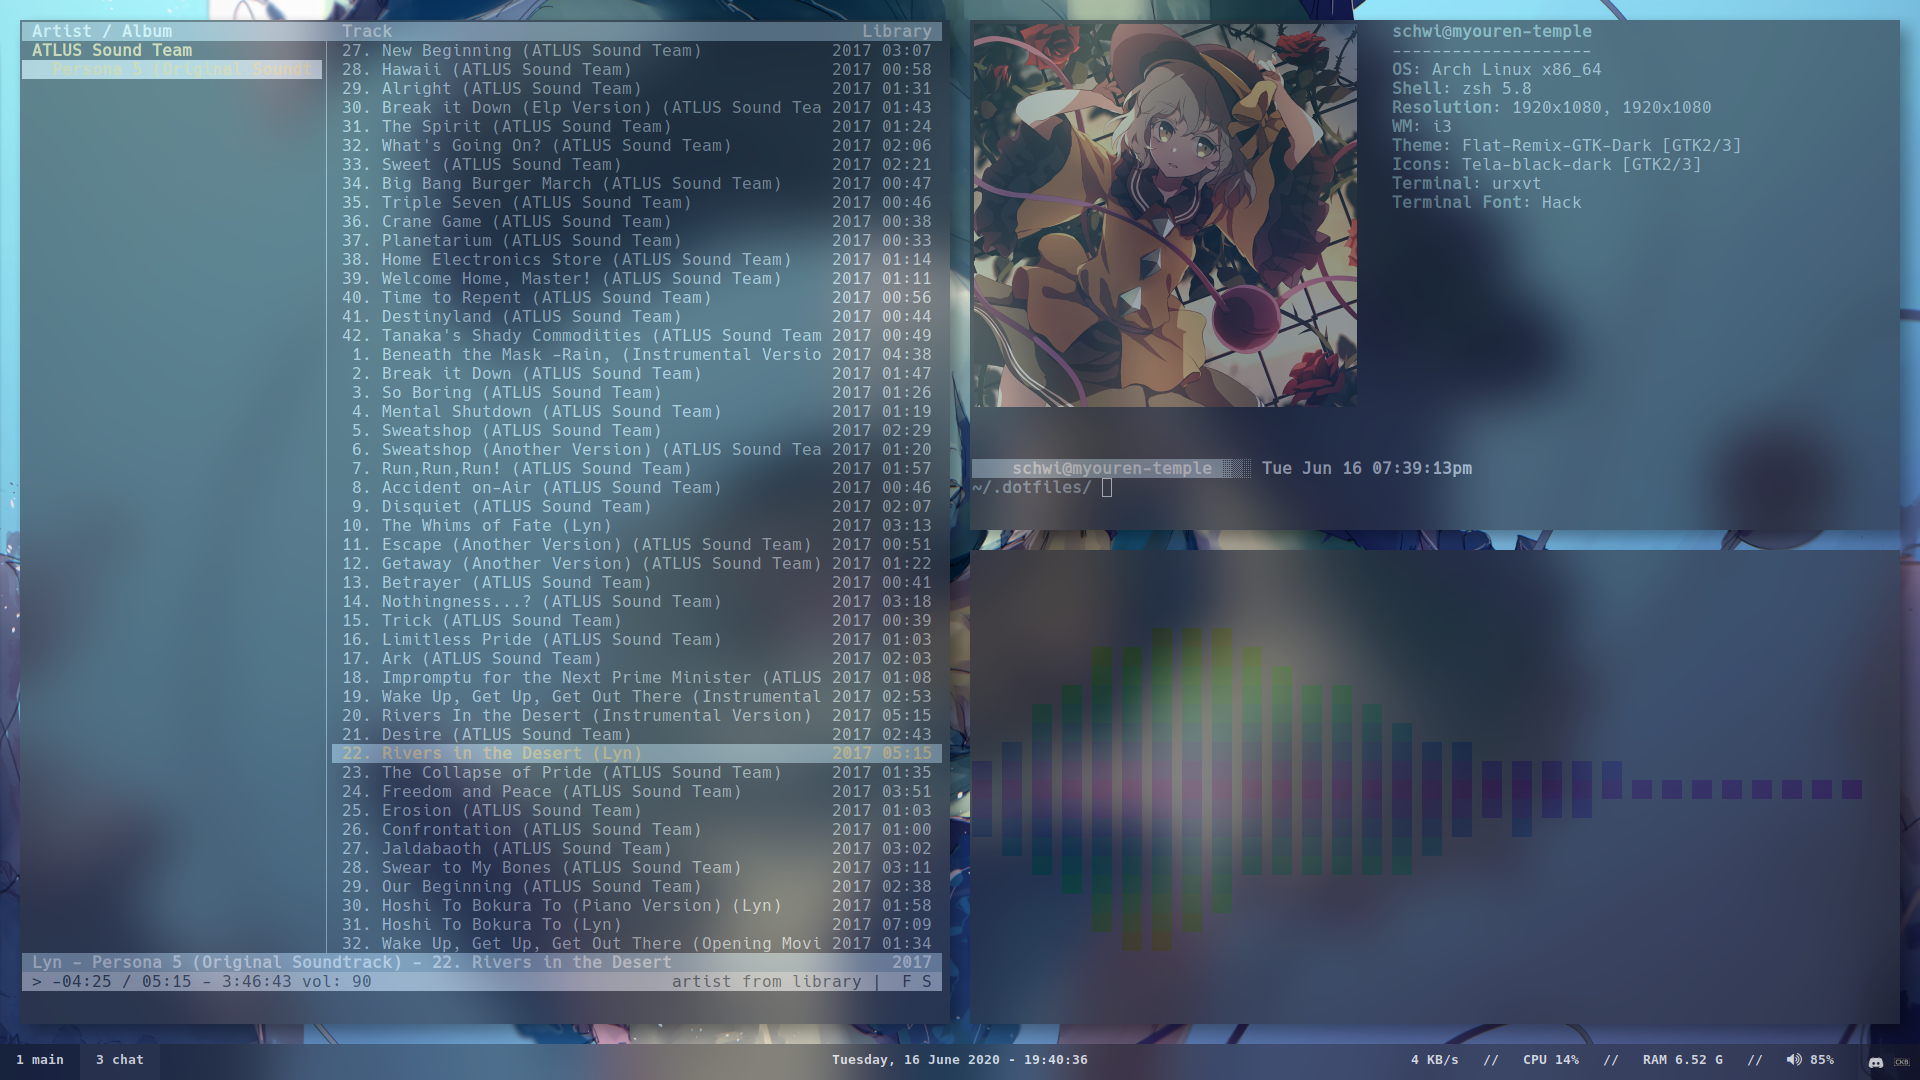 Artist / Album
ATLUS Sound Team
Persona 5 (Original Soundt
Track Library
27. New Beginning (ATLUS Sound Team) 2017 03:07
28. Hawaii (ATLUS Sound Team) 2017 00:58
29. Alright (ATLUS Sound Team) 2017 01:31
30. Break it Down (Elp Version) (ATLUS Sound Tea 2017 01:43
31. The Spirit (ATLUS Sound Team) 2017 01:24
32. What's Going On? (ATLUS Sound Team) 2017 02:06
33. Sweet (ATLUS Sound Team) 2017 02:21
34. Big Bang Burger March (ATLUS Sound Team) 2017 00:47
35. Triple Seven (ATLUS Sound Team) 2017 00:46
36. Crane Game (ATLUS Sound Team) 2017 00:38
37. Planetarium (ATLUS Sound Team) 2017 00:33
38. Home Electronics Store (ATLUS Sound Team) 2017 01:14
39. Welcome Home, Master! (ATLUS Sound Team) 2017 01:11
40. Time to Repent (ATLUS Sound Team) 2017 00:56
41. Destinyland (ATLUS Sound Team) 2017 00:44
42. Tanaka's Shady Commodities (ATLUS Sound Team 2017 00:49
1. Beneath the Mask -Rain, (Instrumental Versio 2017 04:38
2. Break it Down (ATLUS Sound Team) 2017 01:47
3. So Boring (ATLUS Sound Team) 2017 01:26
4. Mental Shutdown (ATLUS Sound Team) 2017 01:19
5. Sweatshop (ATLUS Sound Team) 2017 02:29
6. Sweatshop (Another Version) (ATLUS Sound Tea 2017 01:20
7. Run,Run,Run! (ATLUS Sound Team) 2017 01:57
8. Accident on-Air (ATLUS Sound Team) 2017 00:46
9. Disquiet (ATLUS Sound Team) 2017 02:07
10. The Whims of Fate (Lyn) 2017 03:13
11. Escape (Another Version) (ATLUS Sound Team) 2017 00:51
12. Getaway (Another Version) (ATLUS Sound Team) 2017 01:22
13. Betrayer (ATLUS Sound Team) 2017 00:41
14. Nothingness...? (ATLUS Sound Team) 2017 03:18
15. Trick (ATLUS Sound Team) 2017 00:39
16. Limitless Pride (ATLUS Sound Team) 2017 01:03
17. Ark (ATLUS Sound Team) 2017 02:03
18. Impromptu for the Next Prime Minister (ATLUS 2017 01:08
19. Wake Up, Get Up, Get Out There (Instrumental 2017 02:53
20. Rivers In the Desert (Instrumental Version) 2017 05:15
21. Desire (ATLUS Sound Team) 2017 02:43
22. Rivers in the Desert (Lyn) 2017 05:15
23. The Collapse of Pride (ATLUS Sound Team) 2017 01:35
24. Freedom and Peace (ATLUS Sound Team) 2017 03:51
25. Erosion (ATLUS Sound Team) 2017 01:03
26. Confrontation (ATLUS Sound Team) 2017 01:00
27. Jaldabaoth (ATLUS Sound Team) 2017 03:02
28. Swear to My Bones (ATLUS Sound Team) 2017 03:11
29. Our Beginning (ATLUS Sound Team) 2017 02:38
30. Hoshi To Bokura To (Piano Version) (Lyn) 2017 01:58
31. Hoshi To Bokura To (Lyn) 2017 07:09
32. Wake Up, Get Up, Get Out There (Opening Movi 2017 01:34
Lyn - Persona 5 (Original Soundtrack) - 22. Rivers in the Desert 2017
> -04:25 / 05:15 - 3:46:43 vol: 90 artist from library | F S
schwi@myouren-temple
--------------------
OS: Arch Linux x86_64
Shell: zsh 5.8
Resolution: 1920x1080, 1920x1080
WM: i3
Theme: Flat-Remix-GTK-Dark [GTK2/3]
Icons: Tela-black-dark [GTK2/3]
Terminal: urxvt
Terminal Font: Hack
schwi@myouren-temple Tue Jun 16 07:39:13pm
~/.dotfiles/
1 main 3 chat Tuesday, 16 June 2020 - 19:40:36 4 KB/s // CPU 14% // RAM 6.52 G // 85% CKB